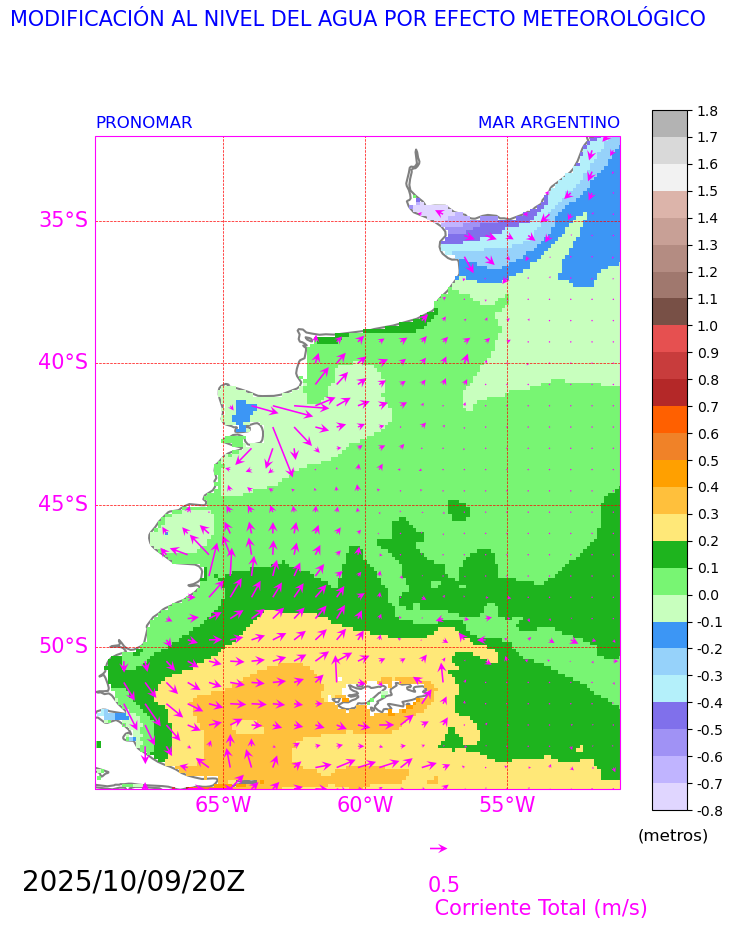 MODIFICACIÓN AL NIVEL DEL AGUA POR EFECTO METEOROLÓGICO
PRONOMAR
MAR ARGENTINO
35°S
40°S
45°S
50°S
65°W
60°W
55°W
1.8
1.7
1.6
1.5
1.4
1.3
1.2
1.1
1.0
0.9
0.8
0.7
0.6
0.5
0.4
0.3
0.2
0.1
0.0
-0.1
-0.2
-0.3
-0.4
-0.5
-0.6
-0.7
-0.8
(metros)
2025/10/09/20Z
0.5
Corriente Total (m/s)